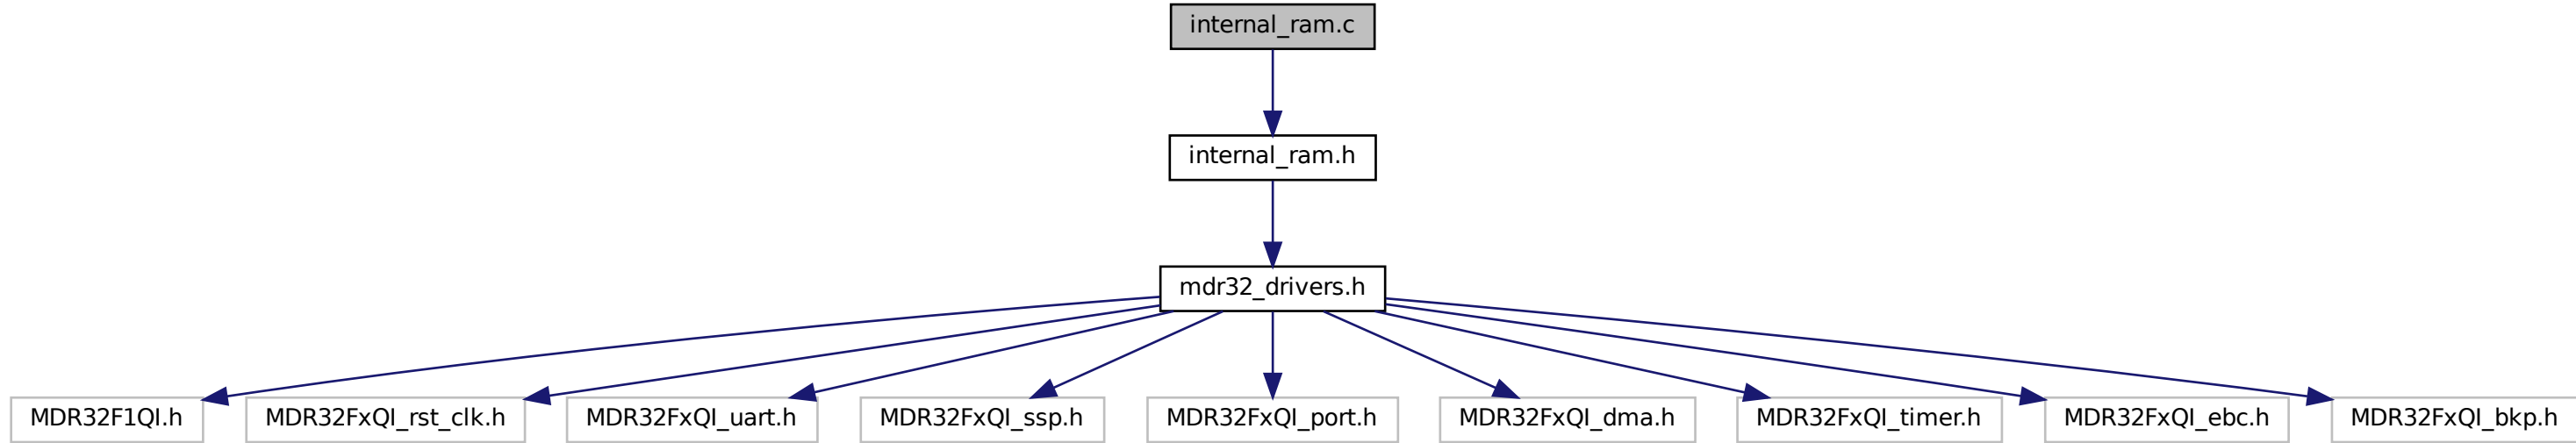 internal_ram.c
internal_ram.h
mdr32_drivers.h
MDR32F1QI.h
MDR32FxQI_rst_clk.h
MDR32FxQI_uart.h
MDR32FxQI_ssp.h
MDR32FxQI_port.h
MDR32FxQI_dma.h
MDR32FxQI_timer.h
MDR32FxQI_ebc.h
MDR32FxQI_bkp.h